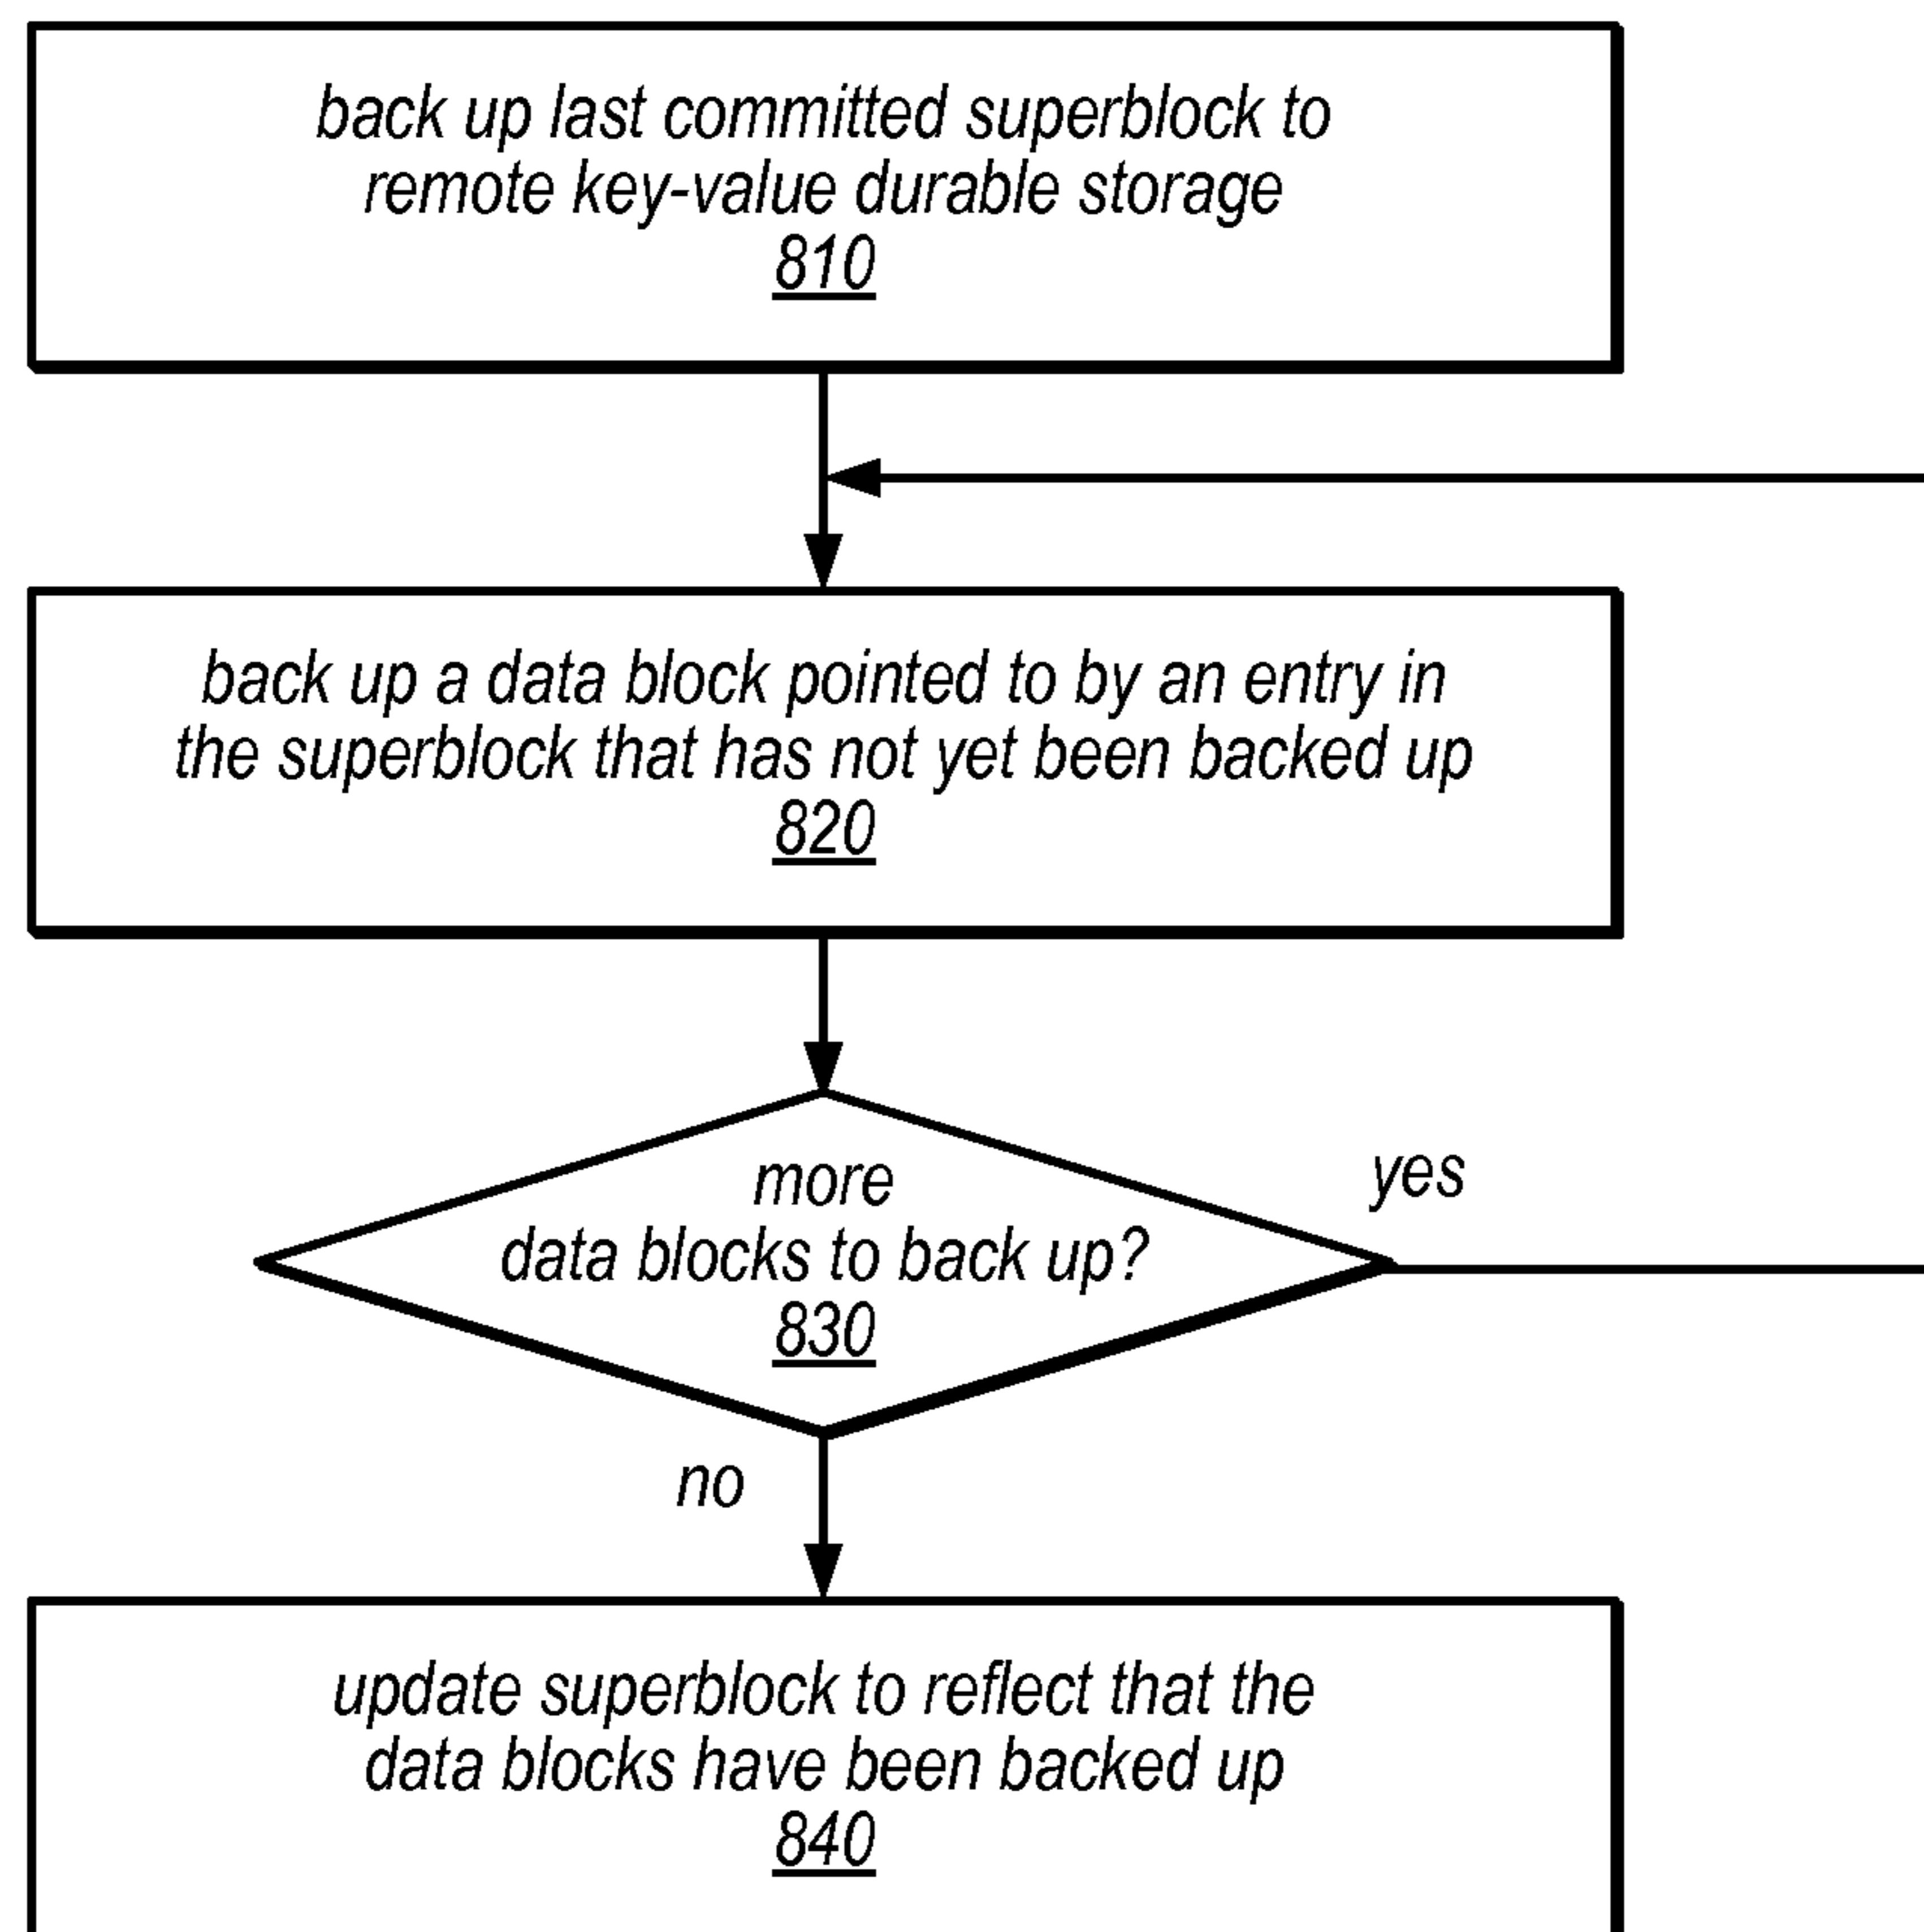 back up last committed superblock to
remote key-value durable storage
810
back up a data block pointed to by an entry in
the superblock that has not yet been backed up
820
more
data blocks to back up?
830
yes
no
update superblock to reflect that the
data blocks have been backed up
840